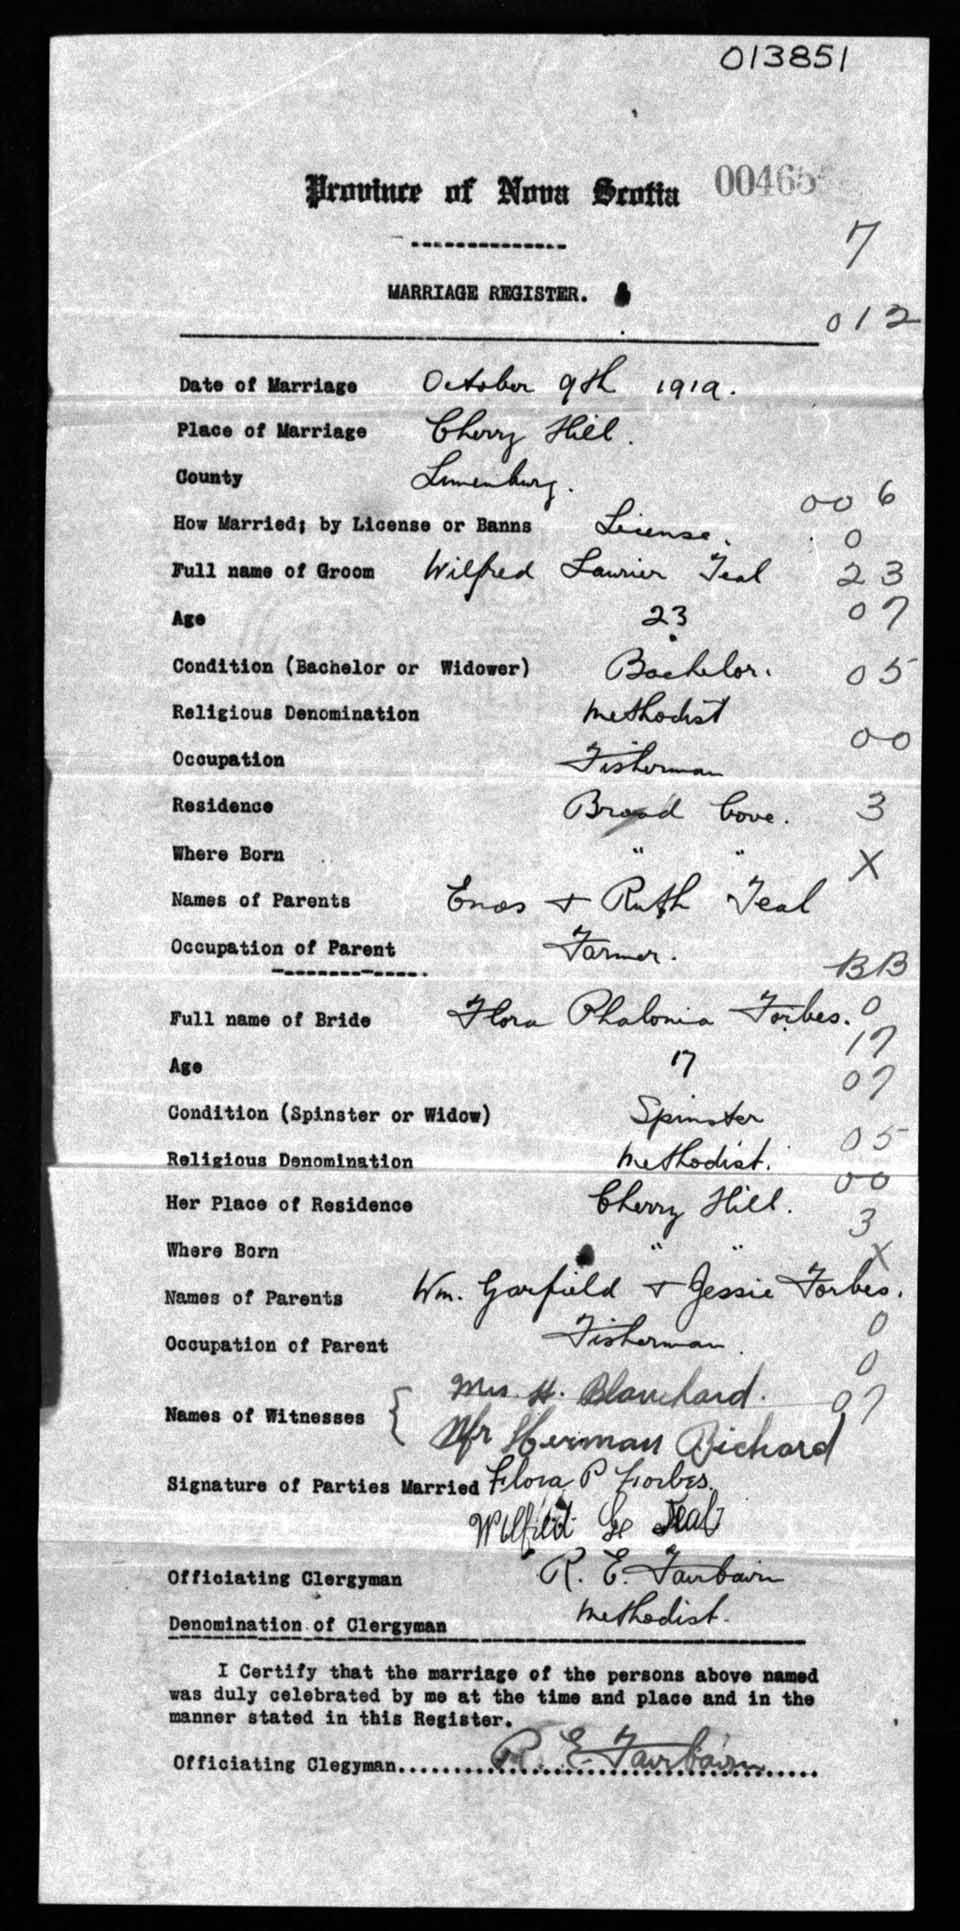 013851
Province of Nova Scotia 00465
7
MARRIAGE REGISTER.
012
Date of Marriage October 9th 1919.
Place of Marriage Cherry Hill.
County Lunenburg.
006
How Married; by License or Banns License.
0
Full name of Groom Wilfred Laurier Teal 23
Age 23 07
Condition (Bachelor or Widower) Bachelor. 05
Religious Denomination Methodist
00
Occupation Fisherman
Residence Broad Cove. 3
Where Born " " X
Names of Parents Enos + Ruth Teal
Occupation of Parent Farmer.
BB
Full name of Bride Flora Phalonia Forbes. 0
17
Age 17
07
Condition (Spinster or Widow) Spinster
05
Religious Denomination Methodist.
00
Her Place of Residence Cherry Hill.
3
Where Born " " X
Names of Parents Wm. Garfield + Jessie Forbes.
0
Occupation of Parent Fisherman.
0
Mrs. H. Blanchard. 07
Names of Witnesses {
Mr Herman Richard
Signature of Parties Married Flora P Forbes.
Wilfred Teal
Officiating Clergyman R. E. Fairbairn
Denomination of Clergyman Methodist.
I Certify that the marriage of the persons above named
was duly celebrated by me at the time and place and in the
manner stated in this Register.
Officiating Clegyman.......R. E. Fairbairn.......